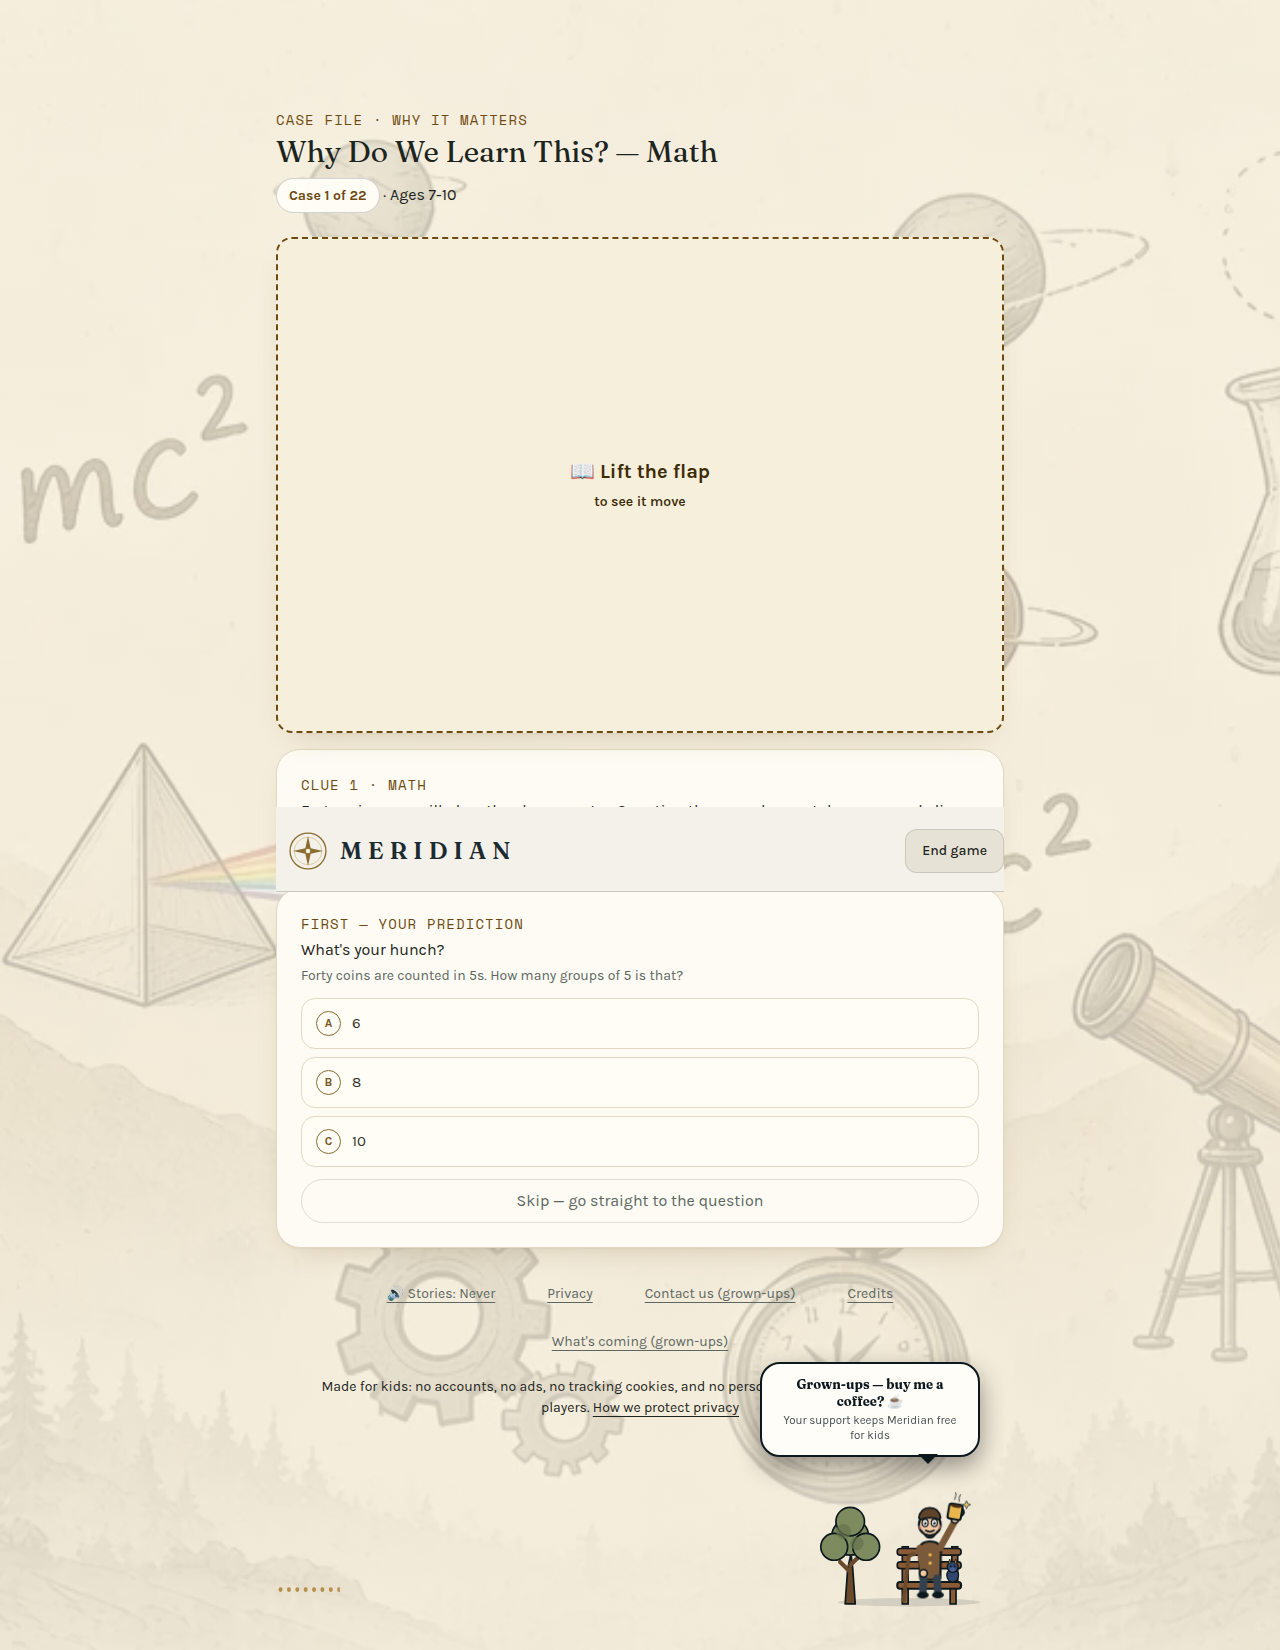 CASE FILE · WHY IT MATTERS
Why Do We Learn This? — Math
Case 1 of 22 · Ages 7-10
mc²
📖 Lift the flap
to see it move
CLUE 1 · MATH
MERIDIAN
End game
c²
FIRST — YOUR PREDICTION
What's your hunch?
Forty coins are counted in 5s. How many groups of 5 is that?
A 6
B 8
C 10
Skip — go straight to the question
🔊 Stories: Never
Privacy
Contact us (grown-ups)
Credits
What's coming (grown-ups)
Made for kids: no accounts, no ads, no tracking cookies, and no
players. How we protect privacy
Grown-ups — buy me a
coffee? ☕
Your support keeps Meridian free
for kids